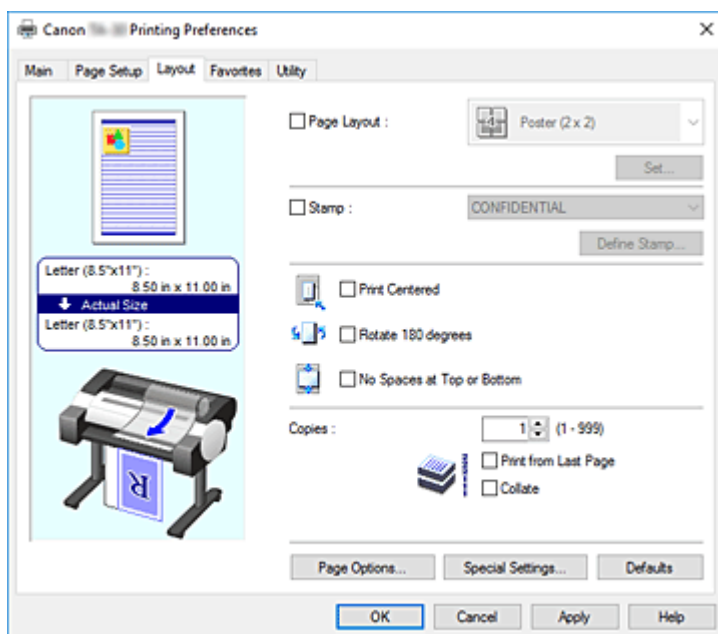 Canon Printing Preferences
Main Page Setup Layout Favorites Utility
Page Layout :
4
Poster (2 x 2)
Set...
Stamp :
CONFIDENTIAL
Define Stamp...
Letter (8.5"x11") :
8.50 in x 11.00 in
Actual Size
Letter (8.5"x11") :
8.50 in x 11.00 in
Print Centered
Rotate 180 degrees
No Spaces at Top or Bottom
R
Copies :
1 (1 - 999)
Print from Last Page
Collate
Page Options... Special Settings... Defaults
OK Cancel Apply Help